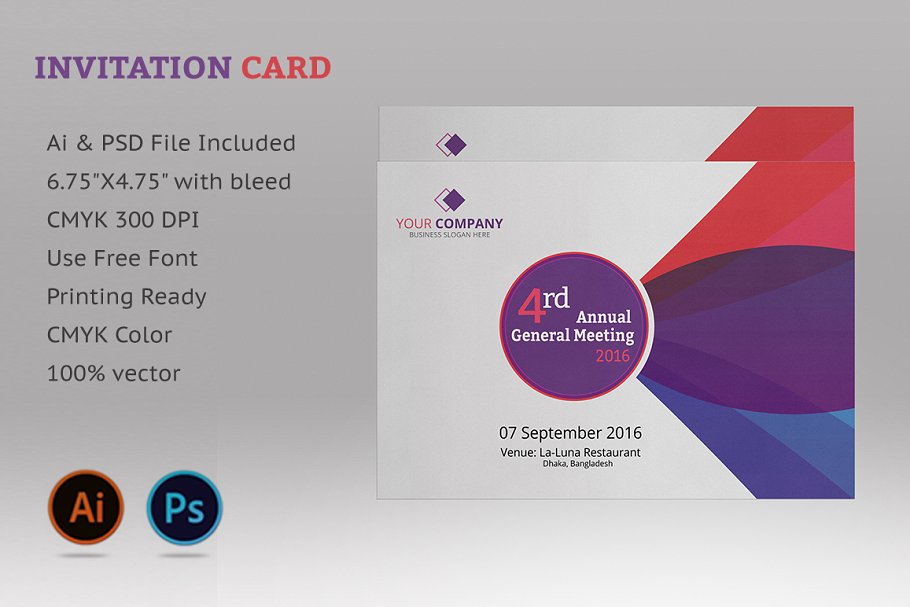 INVITATION CARD
Ai & PSD File Included
6.75"X4.75" with bleed
CMYK 300 DPI
Use Free Font
Printing Ready
CMYK Color
100% vector
Ai
Ps
YOUR COMPANY
BUSINESS SLOGAN HERE
4rd
Annual
General Meeting
2016
07 September 2016
Venue: La-Luna Restaurant
Dhaka, Bangladesh